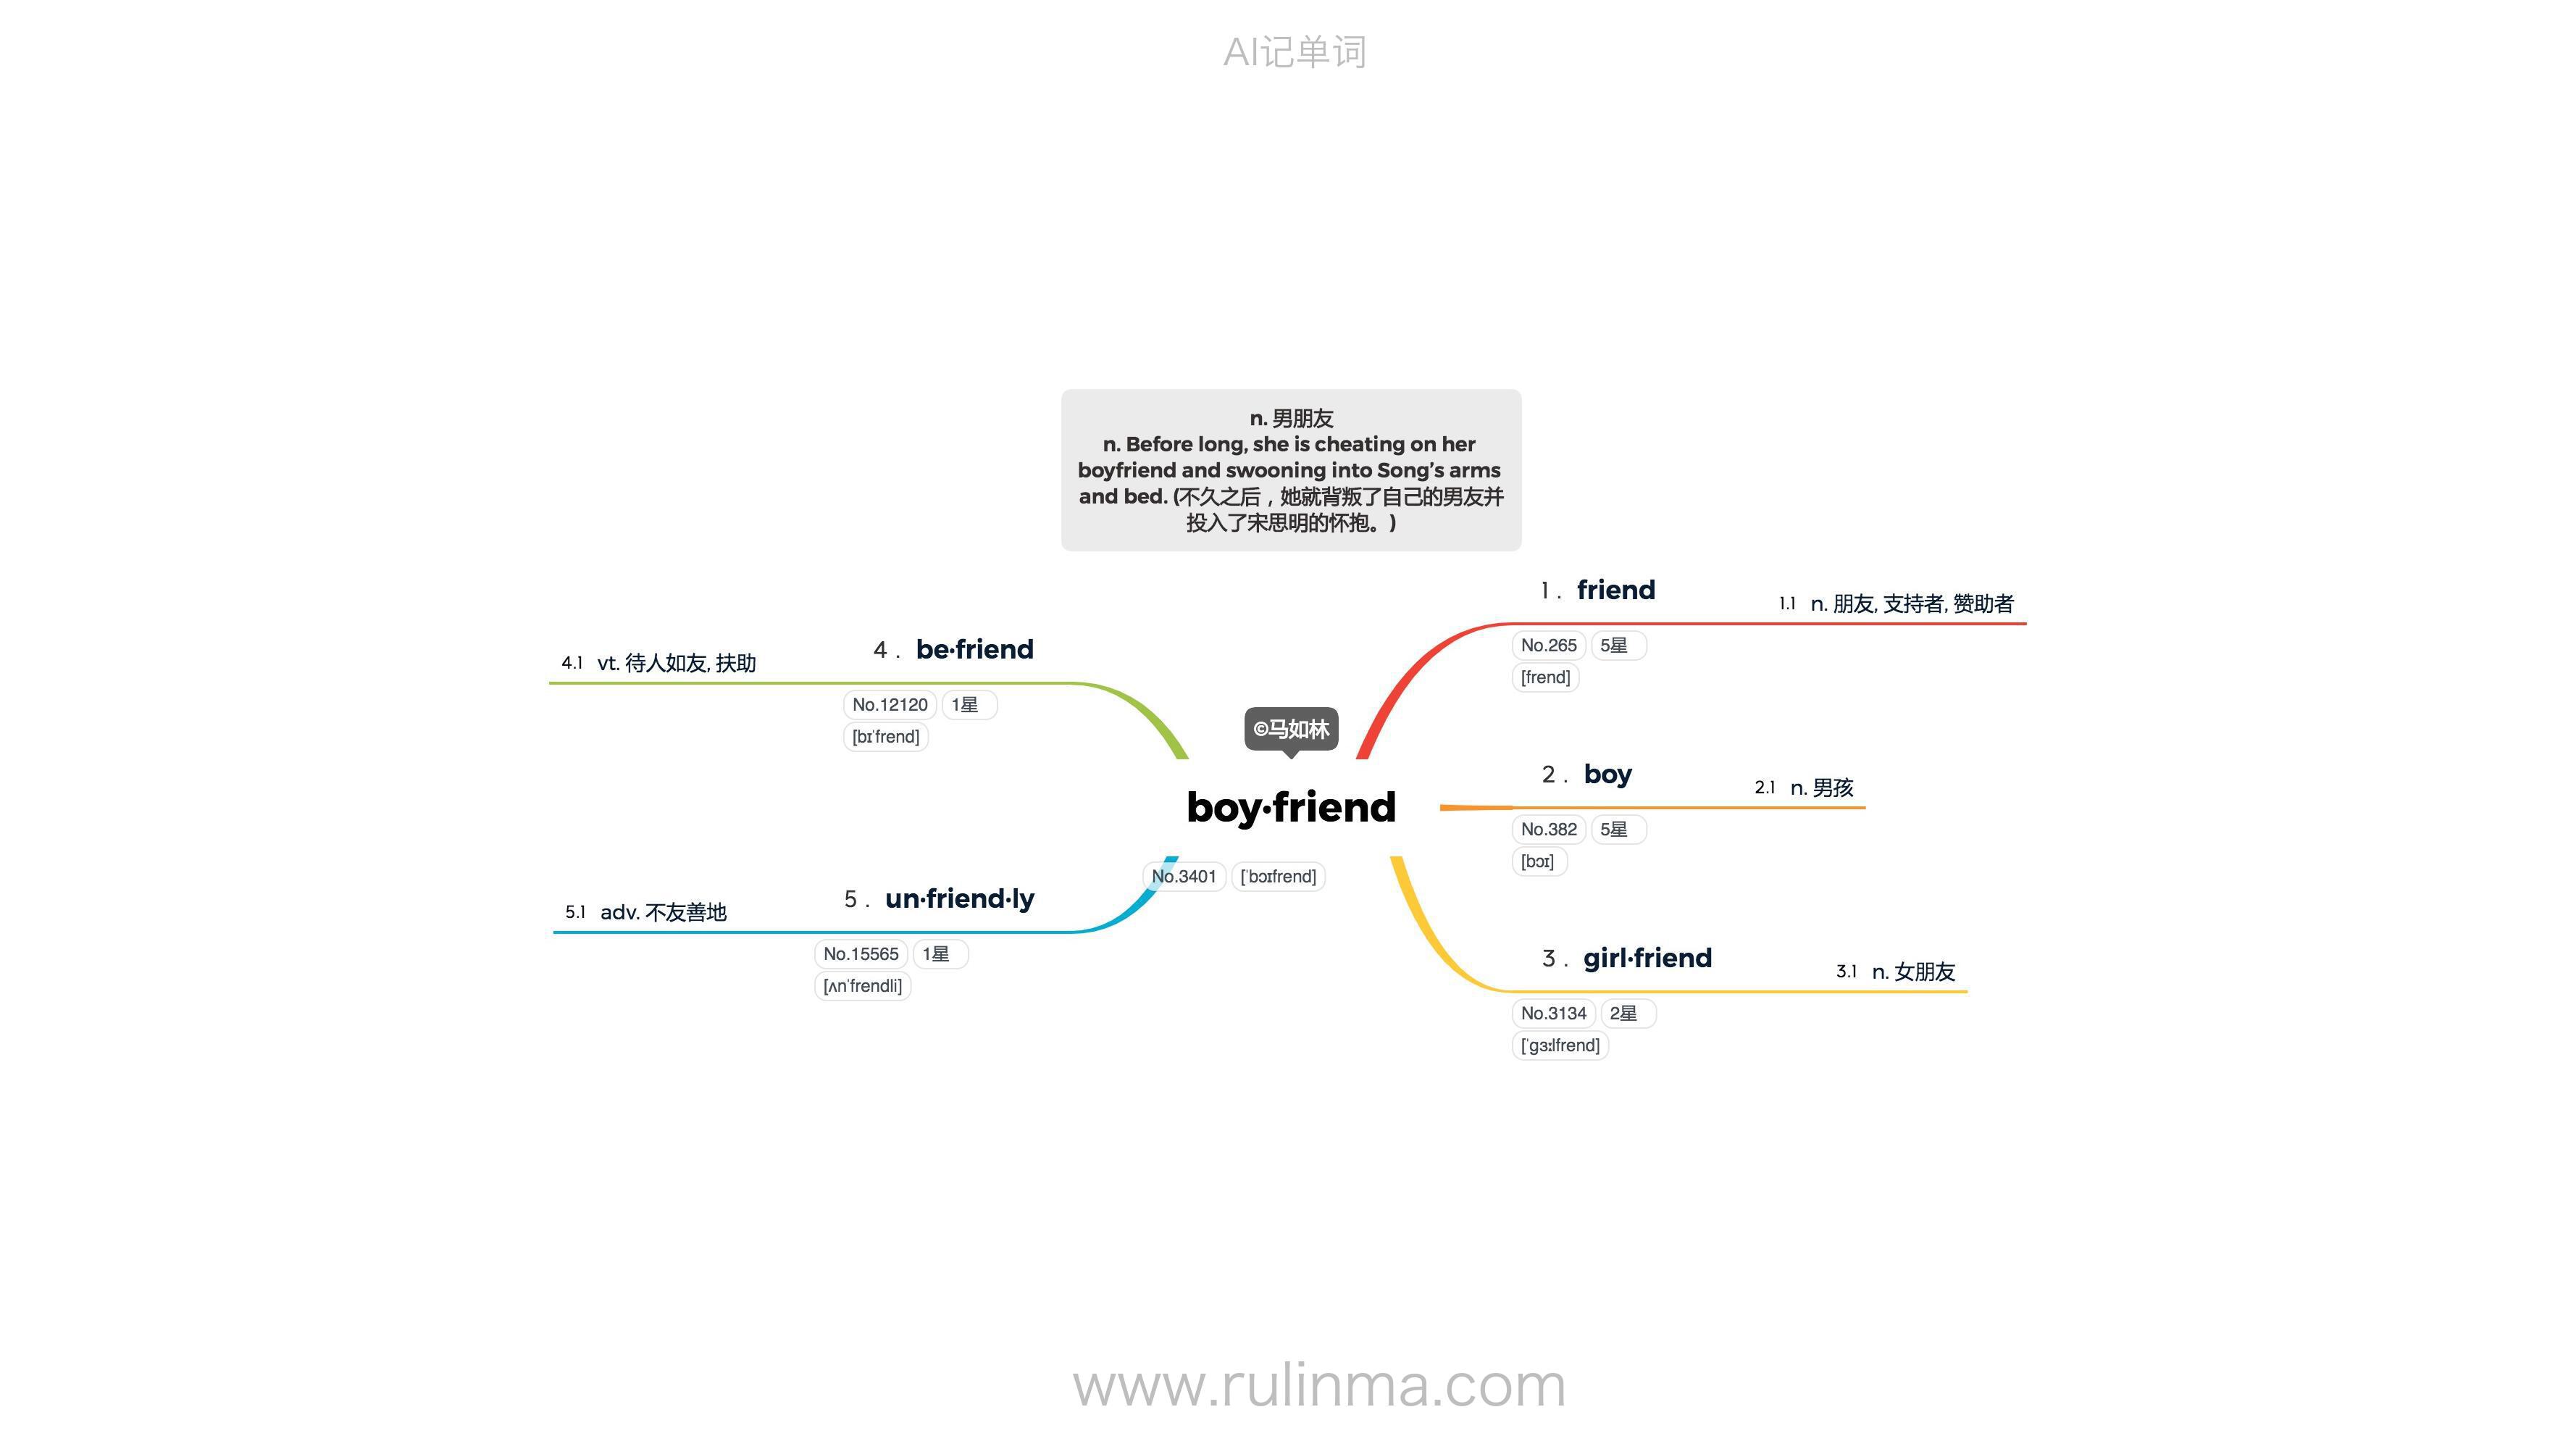 AI记单词
n. 男朋友
n. Before long, she is cheating on her
boyfriend and swooning into Song’s arms
and bed. (不久之后，她就背叛了自己的男友并
投入了宋思明的怀抱。)
1 . friend
1.1 n. 朋友, 支持者, 赞助者
No.265 5星
[frend]
4 . be·friend
4.1 vt. 待人如友, 扶助
No.12120 1星
[bɪˈfrend]
©马如林
boy·friend
No.3401 [ˈbɔɪfrend]
2 . boy
2.1 n. 男孩
No.382 5星
[bɔɪ]
5 . un·friend·ly
5.1 adv. 不友善地
No.15565 1星
[ʌnˈfrendli]
3 . girl·friend
3.1 n. 女朋友
No.3134 2星
[ˈɡɜːlfrend]
www.rulinma.com